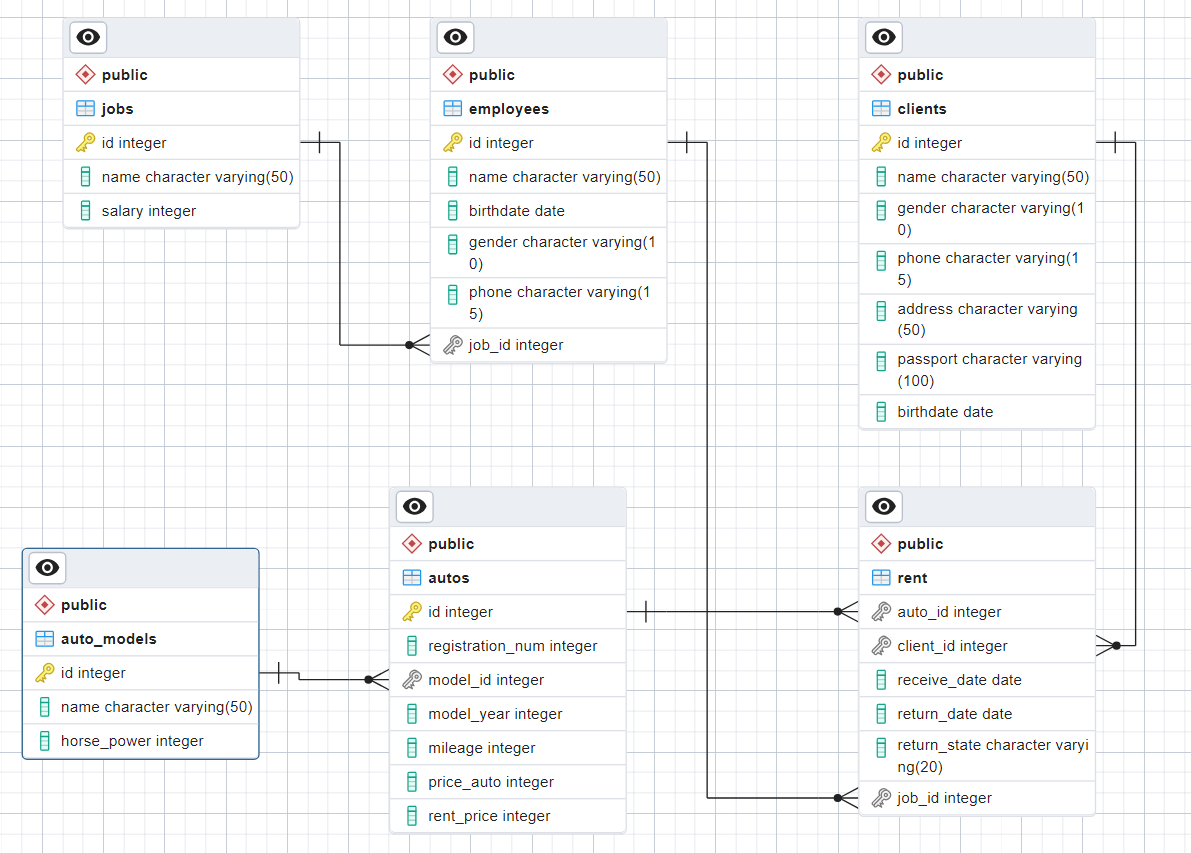 public
jobs
id integer
name character varying(50)
salary integer
public
employees
id integer
name character varying(50)
birthdate date
gender character varying(1
0)
phone character varying(1
5)
job_id integer
public
clients
id integer
name character varying(50)
gender character varying(1
0)
phone character varying(1
5)
address character varying
(50)
passport character varying
(100)
birthdate date
public
auto_models
id integer
name character varying(50)
horse_power integer
public
autos
id integer
registration_num integer
model_id integer
model_year integer
mileage integer
price_auto integer
rent_price integer
public
rent
auto_id integer
client_id integer
receive_date date
return_date date
return_state character varyi
ng(20)
job_id integer